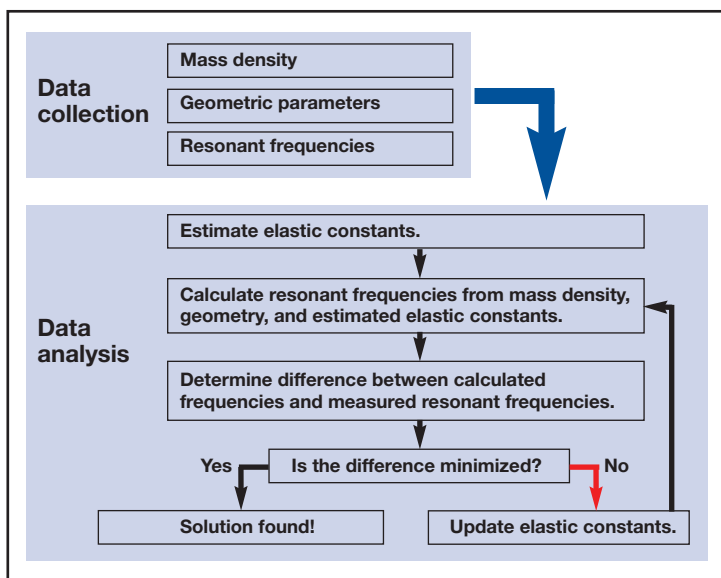 Data
collection
Mass density
Geometric parameters
Resonant frequencies
Data
analysis
Estimate elastic constants.
Calculate resonant frequencies from mass density,
geometry, and estimated elastic constants.
Determine difference between calculated
frequencies and measured resonant frequencies.
Yes
Is the difference minimized?
No
Solution found!
Update elastic constants.